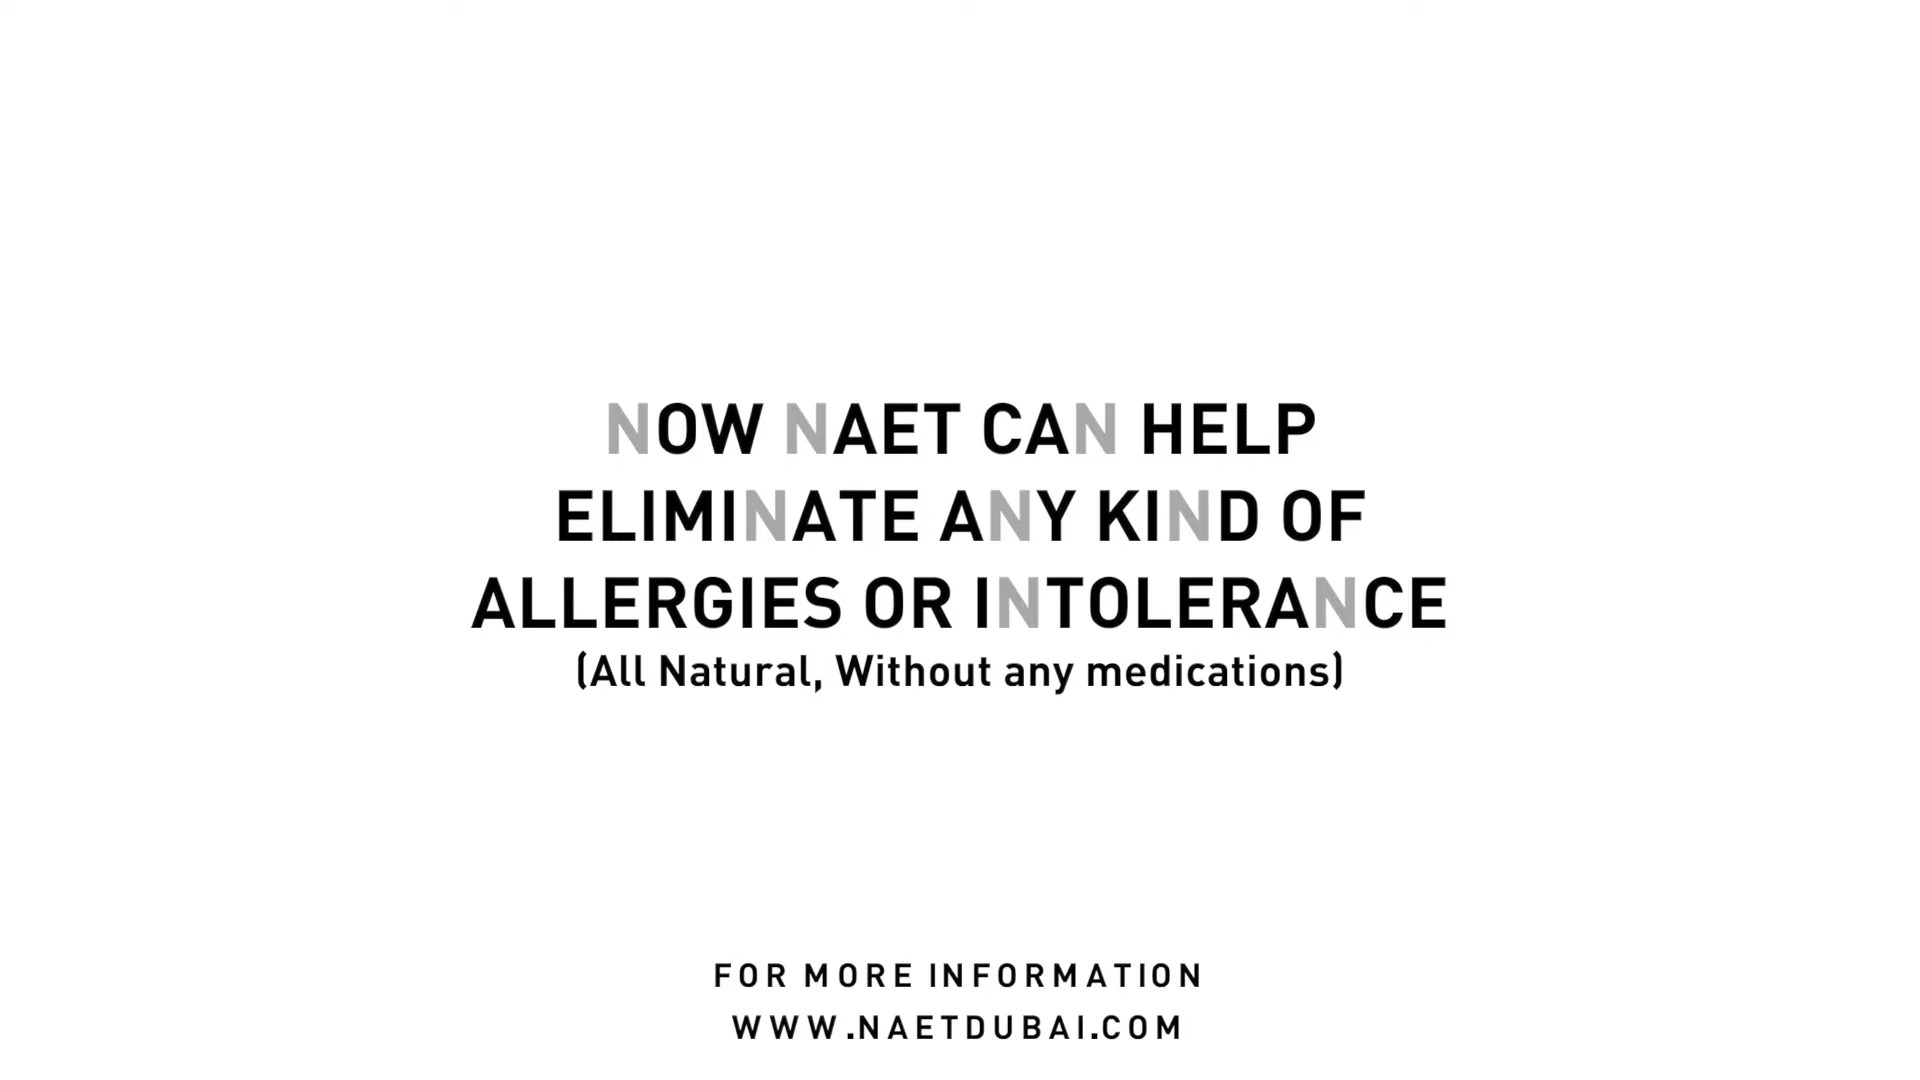 NOW NAET CAN HELP
ELIMINATE ANY KIND OF
ALLERGIES OR INTOLERANCE
(All Natural, Without any medications)
FOR MORE INFORMATION
WWW.NAETDUBAI.COM